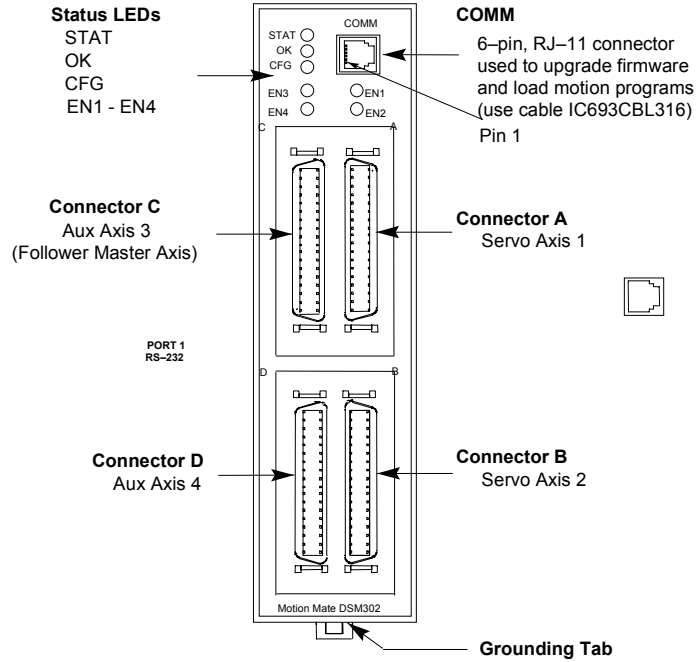 Status LEDs
STAT
OK
CFG
EN1 - EN4
COMM
STAT
OK
CFG
EN3
EN1
EN4
EN2
COMM
6–pin, RJ–11 connector
used to upgrade firmware
and load motion programs
(use cable IC693CBL316)
Pin 1
C
A
Connector C
Aux Axis 3
(Follower Master Axis)
Connector A
Servo Axis 1
PORT 1
RS–232
D
B
Connector D
Aux Axis 4
Connector B
Servo Axis 2
Motion Mate DSM302
Grounding Tab